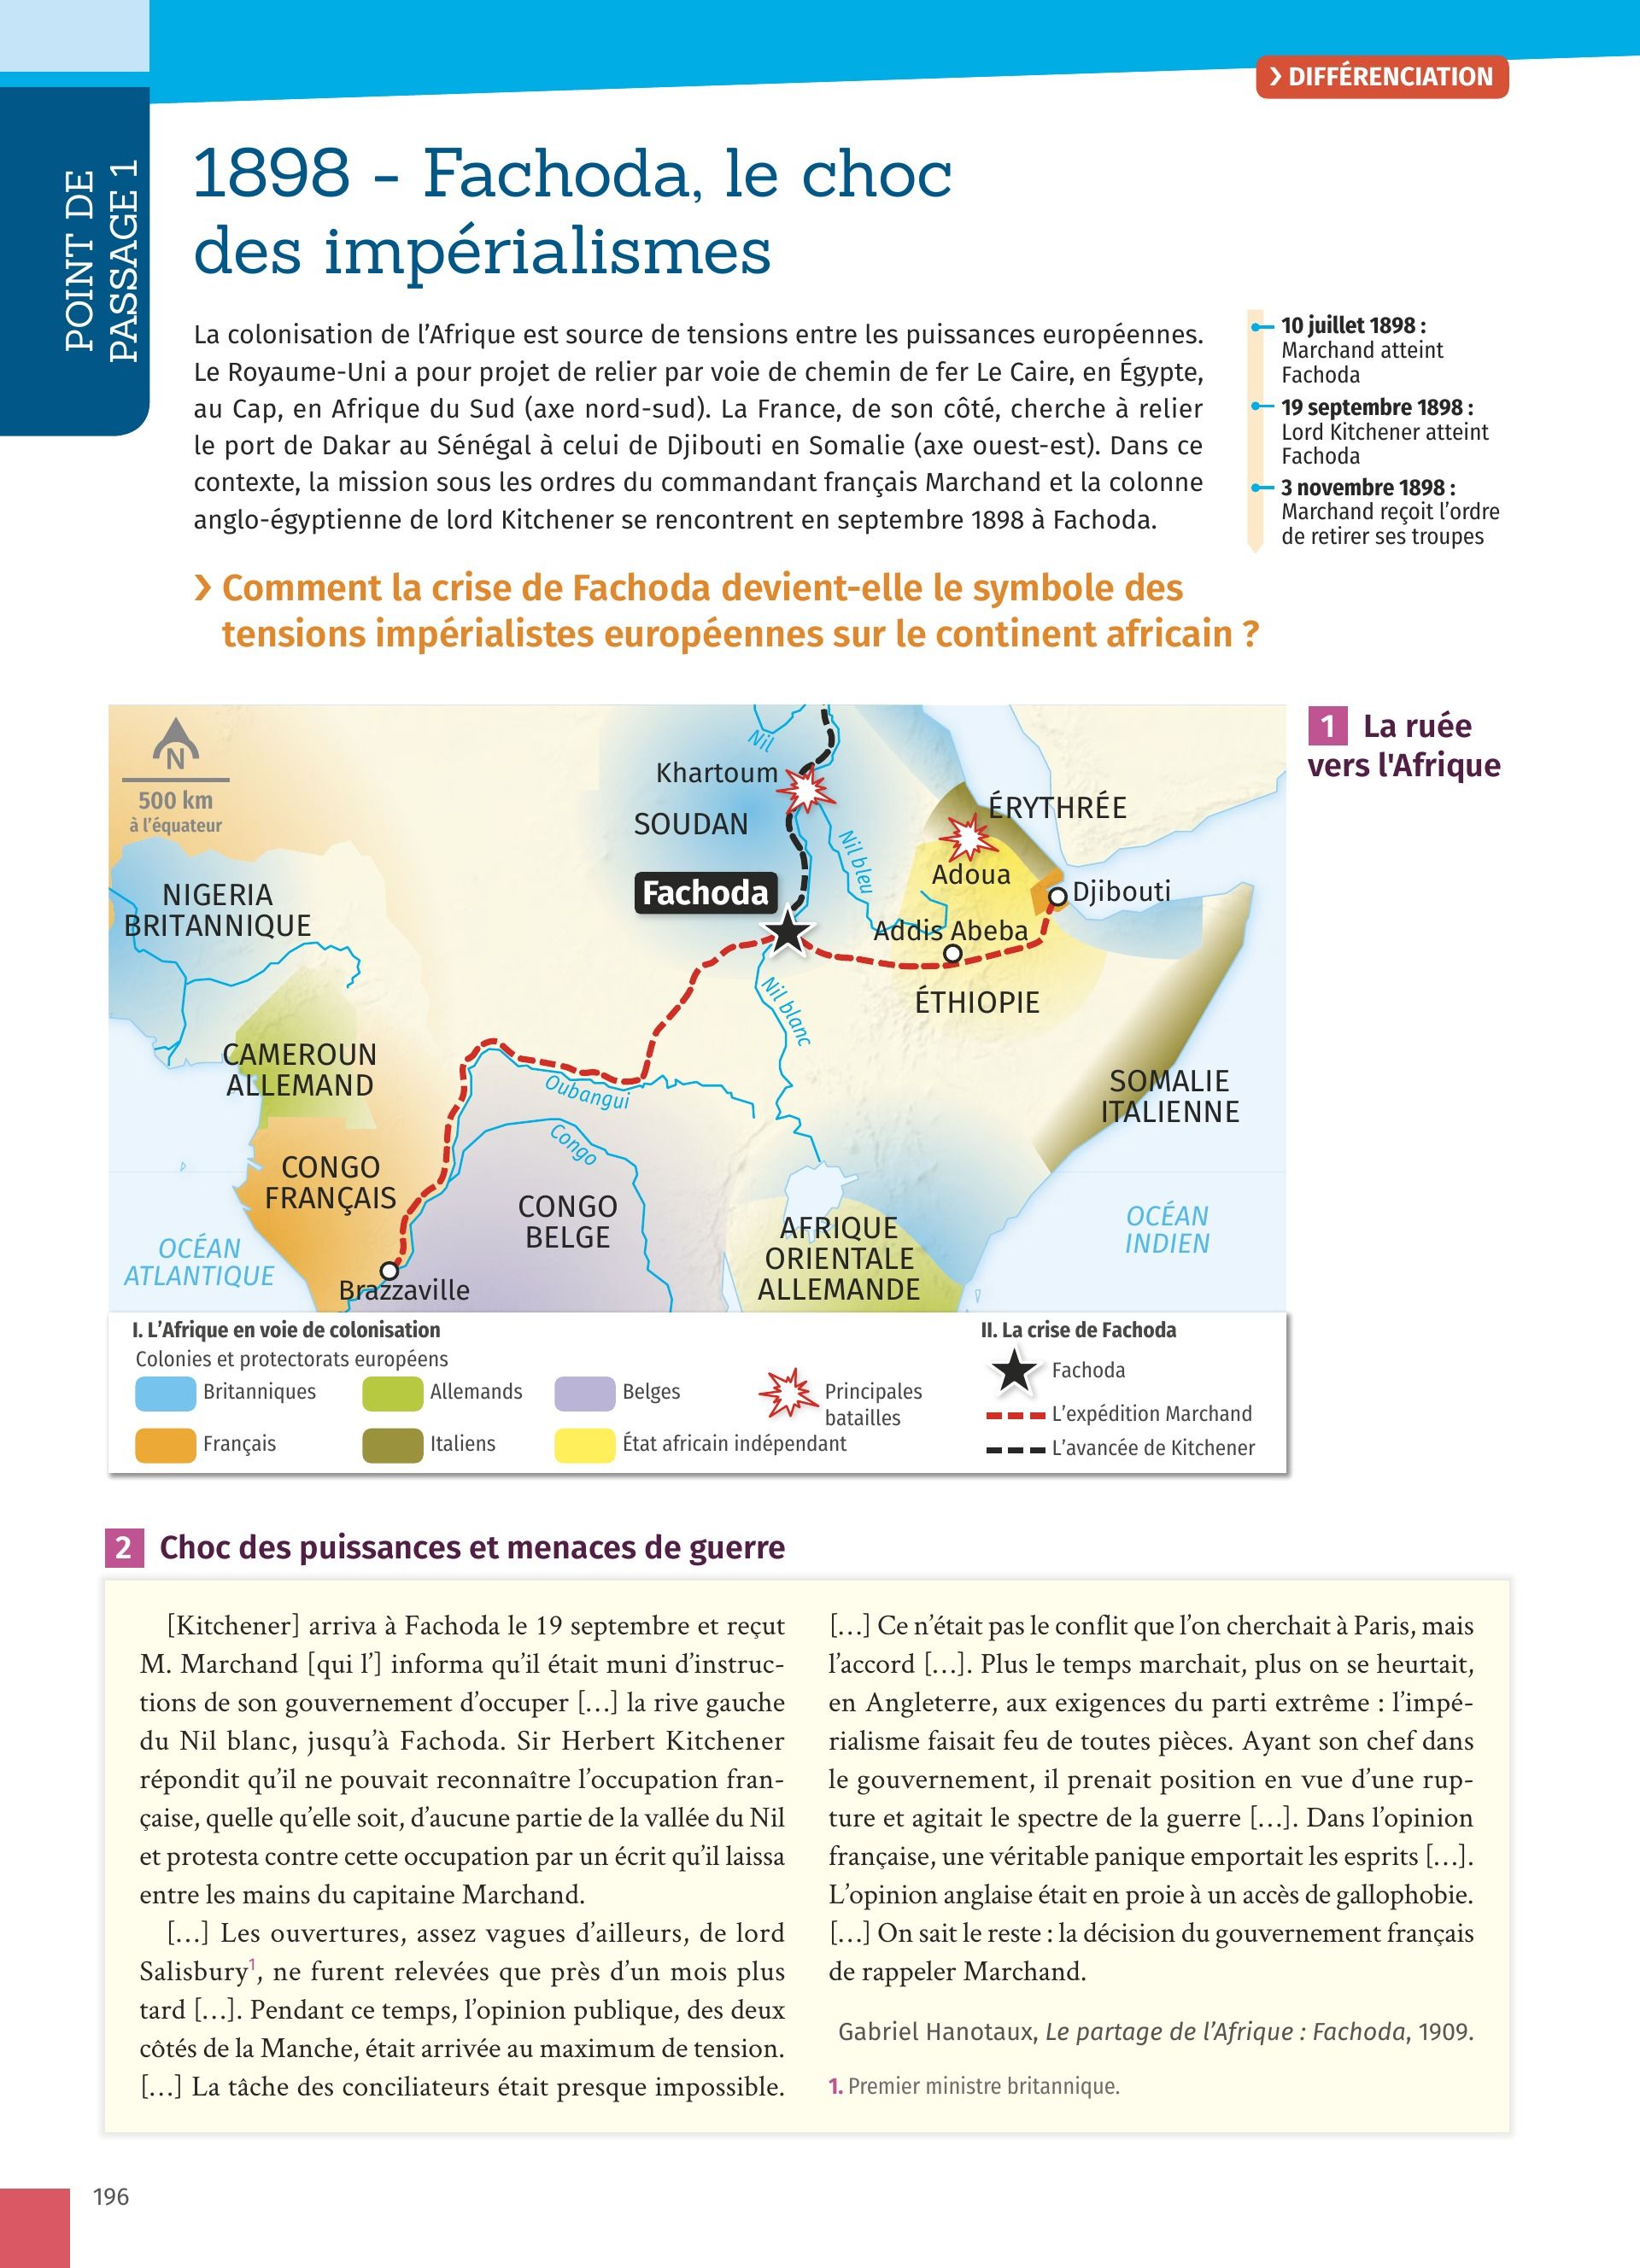 DIFFÉRENCIATION
POINT DE
PASSAGE 1
1898 - Fachoda, le choc
des impérialismes
La colonisation de l’Afrique est source de tensions entre les puissances européennes.
Le Royaume-Uni a pour projet de relier par voie de chemin de fer Le Caire, en Égypte,
au Cap, en Afrique du Sud (axe nord-sud). La France, de son côté, cherche à relier
le port de Dakar au Sénégal à celui de Djibouti en Somalie (axe ouest-est). Dans ce
contexte, la mission sous les ordres du commandant français Marchand et la colonne
anglo-égyptienne de lord Kitchener se rencontrent en septembre 1898 à Fachoda.
10 juillet 1898 :
Marchand atteint
Fachoda
19 septembre 1898 :
Lord Kitchener atteint
Fachoda
3 novembre 1898 :
Marchand reçoit l’ordre
de retirer ses troupes
Comment la crise de Fachoda devient-elle le symbole des
tensions impérialistes européennes sur le continent africain ?
1 La ruée
vers l'Afrique
N
500 km
à l’équateur
Nil
Khartoum
SOUDAN
ÉRYTHRÉE
Nil bleu
Adoua
Fachoda
Djibouti
NIGERIA
BRITANNIQUE
Addis Abeba
ÉTHIOPIE
Nil blanc
CAMEROUN
ALLEMAND
Oubangui
SOMALIE
ITALIENNE
Congo
CONGO
FRANÇAIS
CONGO
BELGE
AFRIQUE
ORIENTALE
ALLEMANDE
OCÉAN
INDIEN
OCÉAN
ATLANTIQUE
Brazzaville
I. L’Afrique en voie de colonisation
Colonies et protectorats européens
Britanniques
Allemands
Belges
Principales
batailles
Français
Italiens
État africain indépendant
II. La crise de Fachoda
Fachoda
L’expédition Marchand
L’avancée de Kitchener
2 Choc des puissances et menaces de guerre
[Kitchener] arriva à Fachoda le 19 septembre et reçut
M. Marchand [qui l’] informa qu’il était muni d’instruc-
tions de son gouvernement d’occuper [...] la rive gauche
du Nil blanc, jusqu’à Fachoda. Sir Herbert Kitchener
répondit qu’il ne pouvait reconnaître l’occupation fran-
çaise, quelle qu’elle soit, d’aucune partie de la vallée du Nil
et protesta contre cette occupation par un écrit qu’il laissa
entre les mains du capitaine Marchand.
[...] Les ouvertures, assez vagues d’ailleurs, de lord
Salisbury1, ne furent relevées que près d’un mois plus
tard [...]. Pendant ce temps, l’opinion publique, des deux
côtés de la Manche, était arrivée au maximum de tension.
[...] La tâche des conciliateurs était presque impossible.
[...] Ce n’était pas le conflit que l’on cherchait à Paris, mais
l’accord [...]. Plus le temps marchait, plus on se heurtait,
en Angleterre, aux exigences du parti extrême : l’impé-
rialisme faisait feu de toutes pièces. Ayant son chef dans
le gouvernement, il prenait position en vue d’une rup-
ture et agitait le spectre de la guerre [...]. Dans l’opinion
française, une véritable panique emportait les esprits [...].
L’opinion anglaise était en proie à un accès de gallophobie.
[...] On sait le reste : la décision du gouvernement français
de rappeler Marchand.
Gabriel Hanotaux, Le partage de l’Afrique : Fachoda, 1909.
1. Premier ministre britannique.
196